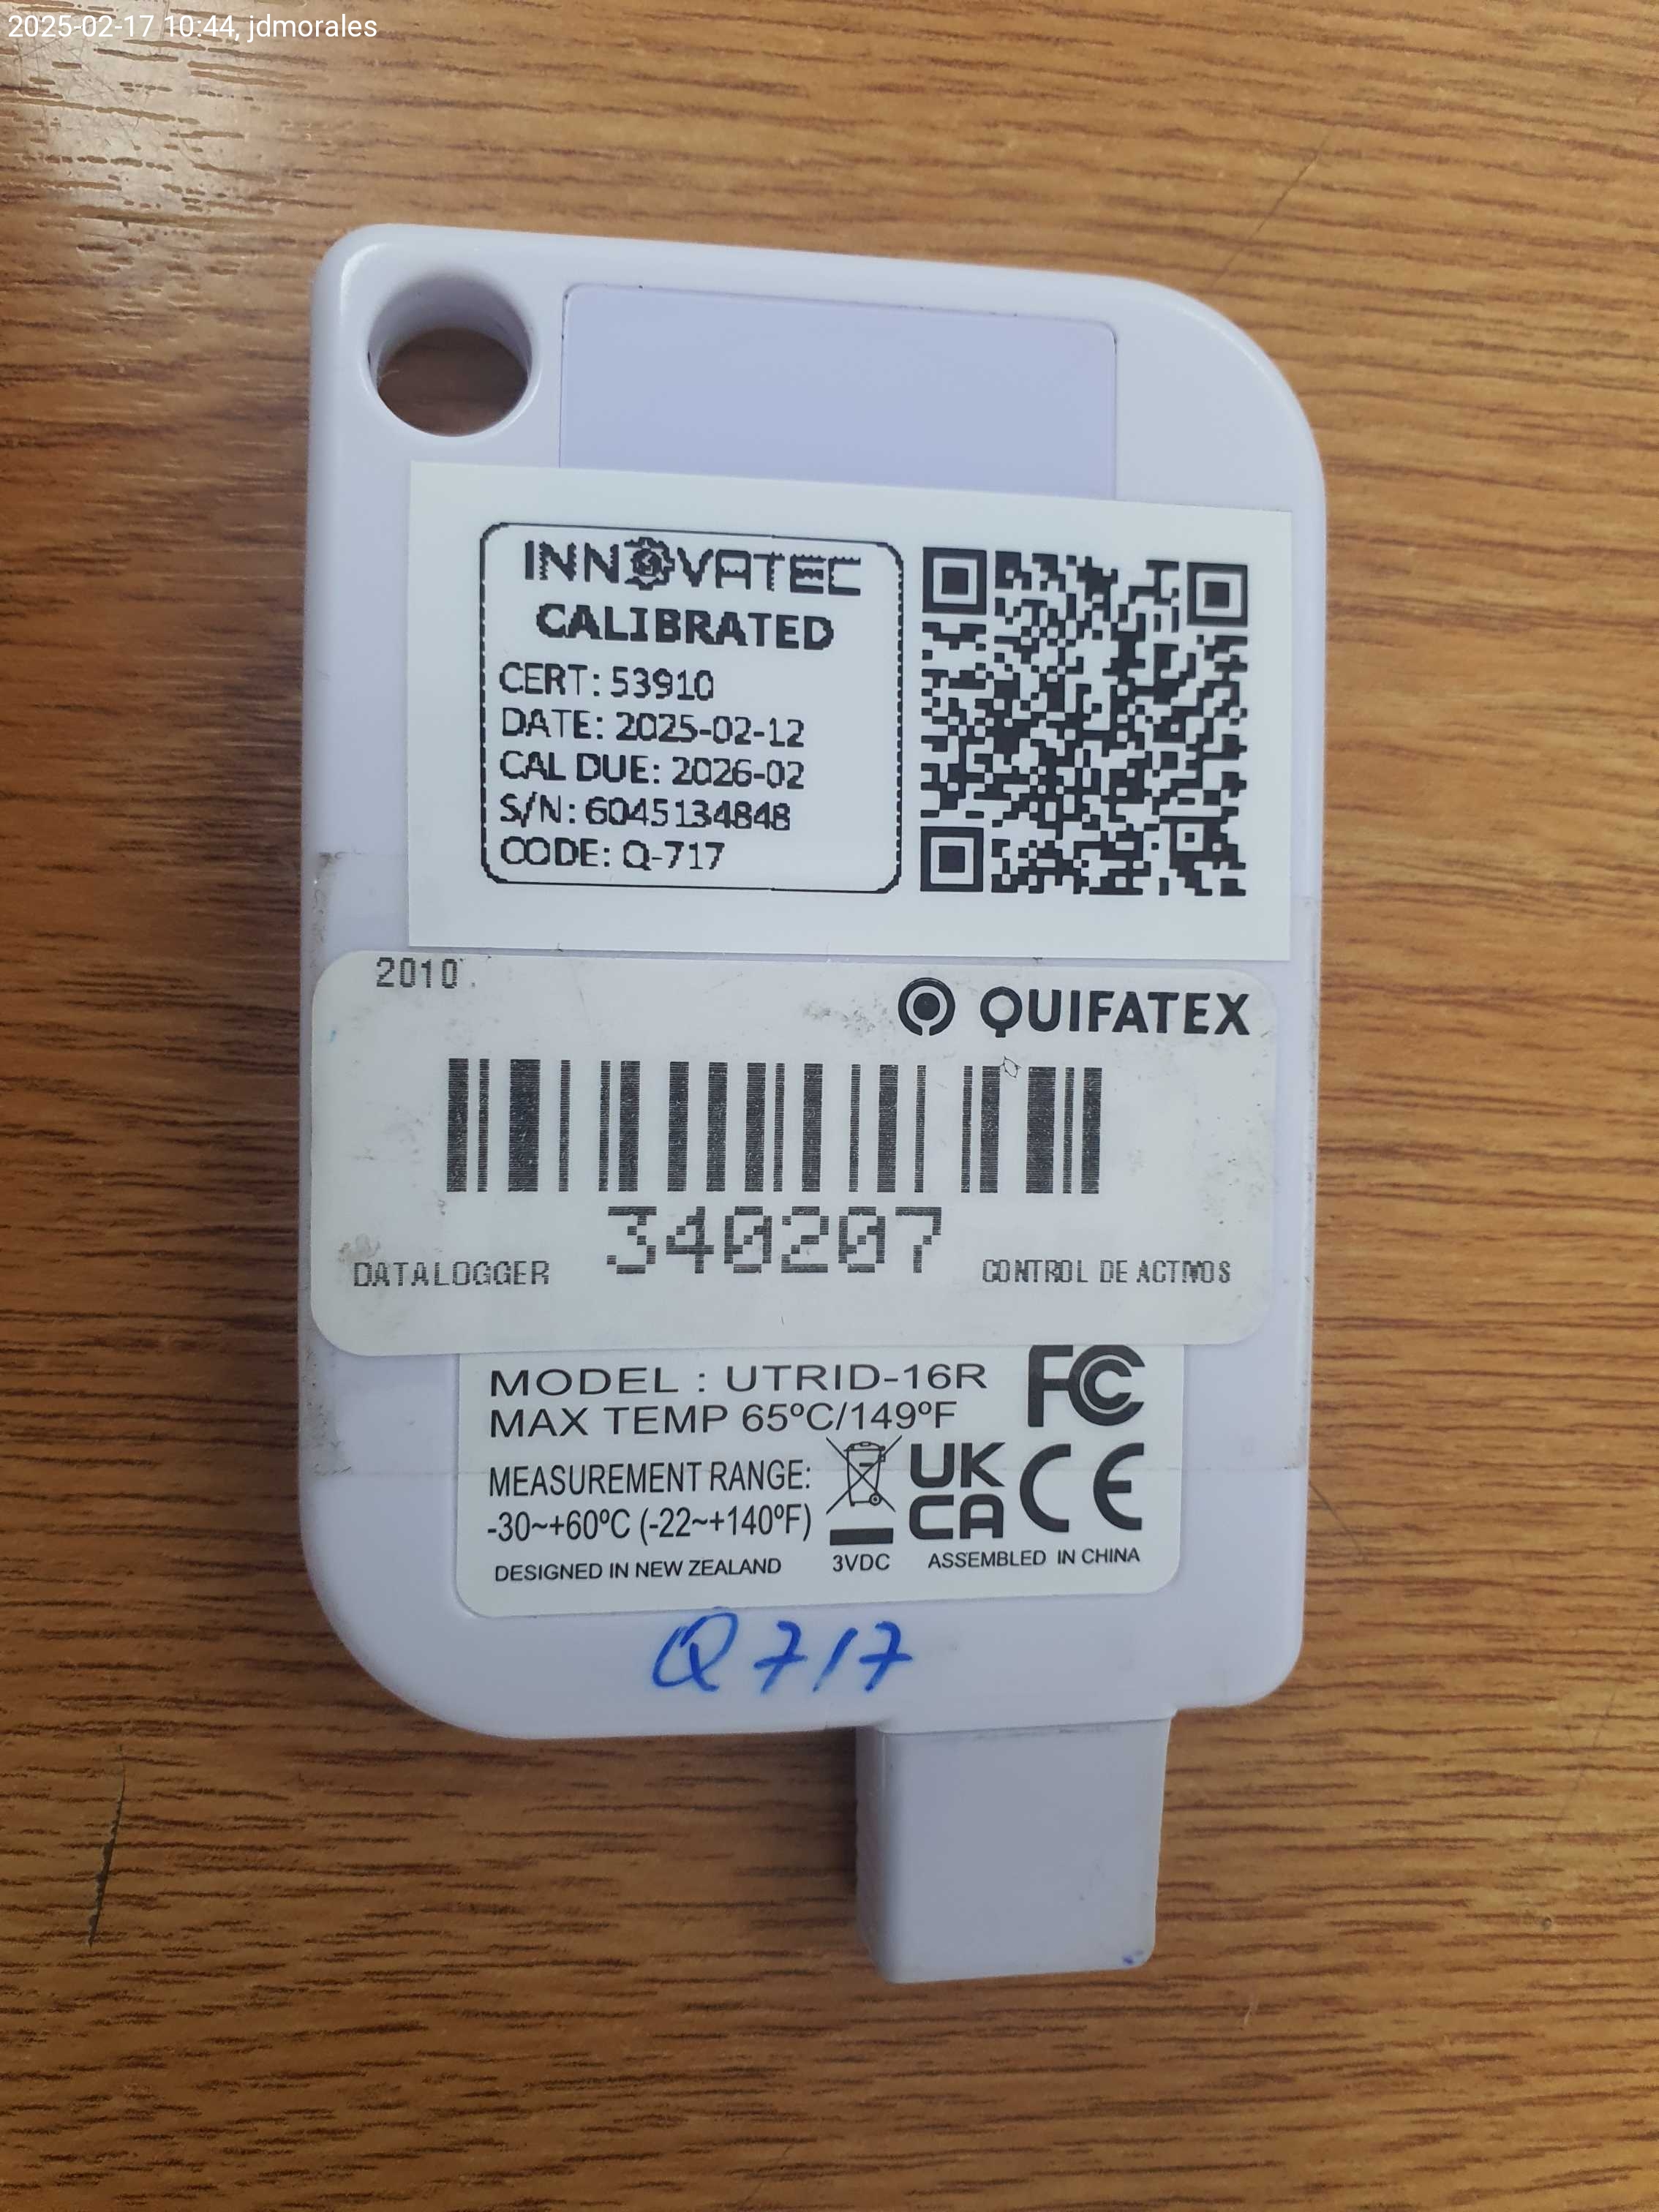 2025-02-17 10:44, jdmorales
INNOVATEC
CALIBRATED
CERT: 53910
DATE: 2025-02-12
CAL DUE: 2026-02
S/N: 6045134848
CODE: Q-717
2010
QUIFATEX
340207
DATALOGGER
CONTROL DE ACTIVOS
MODEL : UTRID-16R
FC
MAX TEMP 65ºC/149ºF
MEASUREMENT RANGE:
-30~+60ºC (-22~+140ºF)
UK
CA
CE
DESIGNED IN NEW ZEALAND
3VDC
ASSEMBLED IN CHINA
Q717